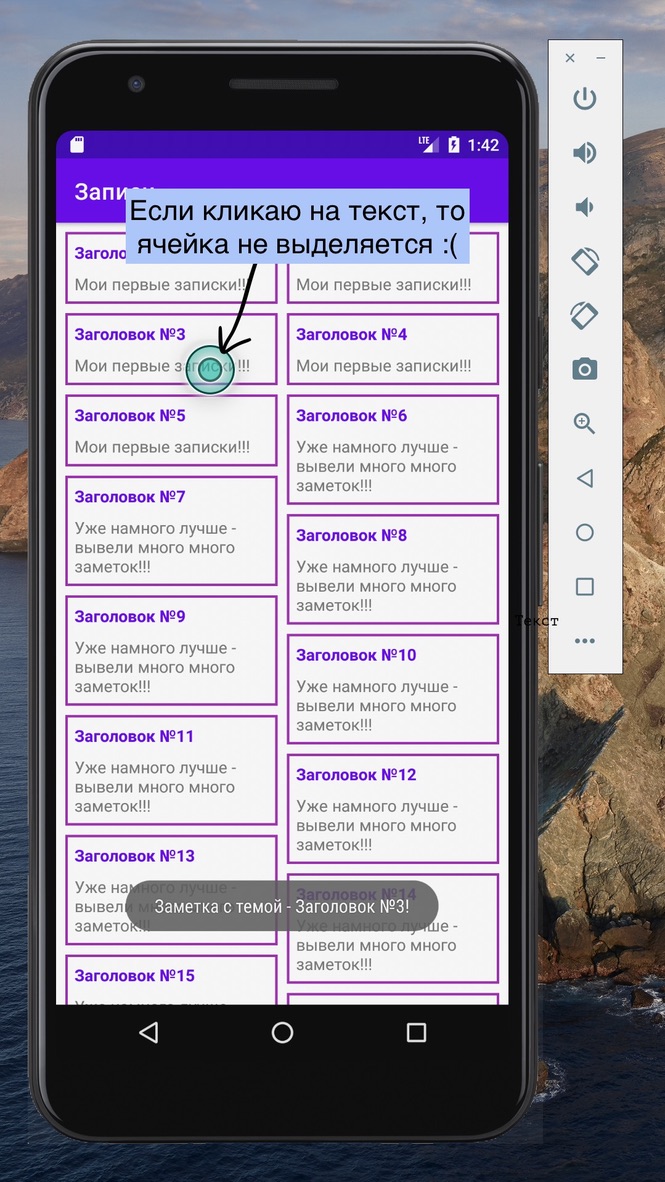 LTE
1:42
Записки
Если кликаю на текст, то
ячейка не выделяется :(
Заголо
Мои первые записки!!!
Мои первые записки!!!
Заголовок №3
Мои первые записки!!!
Заголовок №4
Мои первые записки!!!
Заголовок №5
Мои первые записки!!!
Заголовок №6
Уже намного лучше -
вывели много много
заметок!!!
Заголовок №7
Уже намного лучше -
вывели много много
заметок!!!
Заголовок №8
Уже намного лучше -
вывели много много
заметок!!!
Заголовок №9
Уже намного лучше -
вывели много много
заметок!!!
Текст
Заголовок №10
Уже намного лучше -
вывели много много
заметок!!!
Заголовок №11
Уже намного лучше -
вывели много много
заметок!!!
Заголовок №12
Уже намного лучше -
вывели много много
заметок!!!
Заголовок №13
Уже намного лучше -
вывели
заметок!!!
Заголовок №14
Уже намного лучше -
вывели много много
заметок!!!
Заметка с темой - Заголовок №3!
Заголовок №15